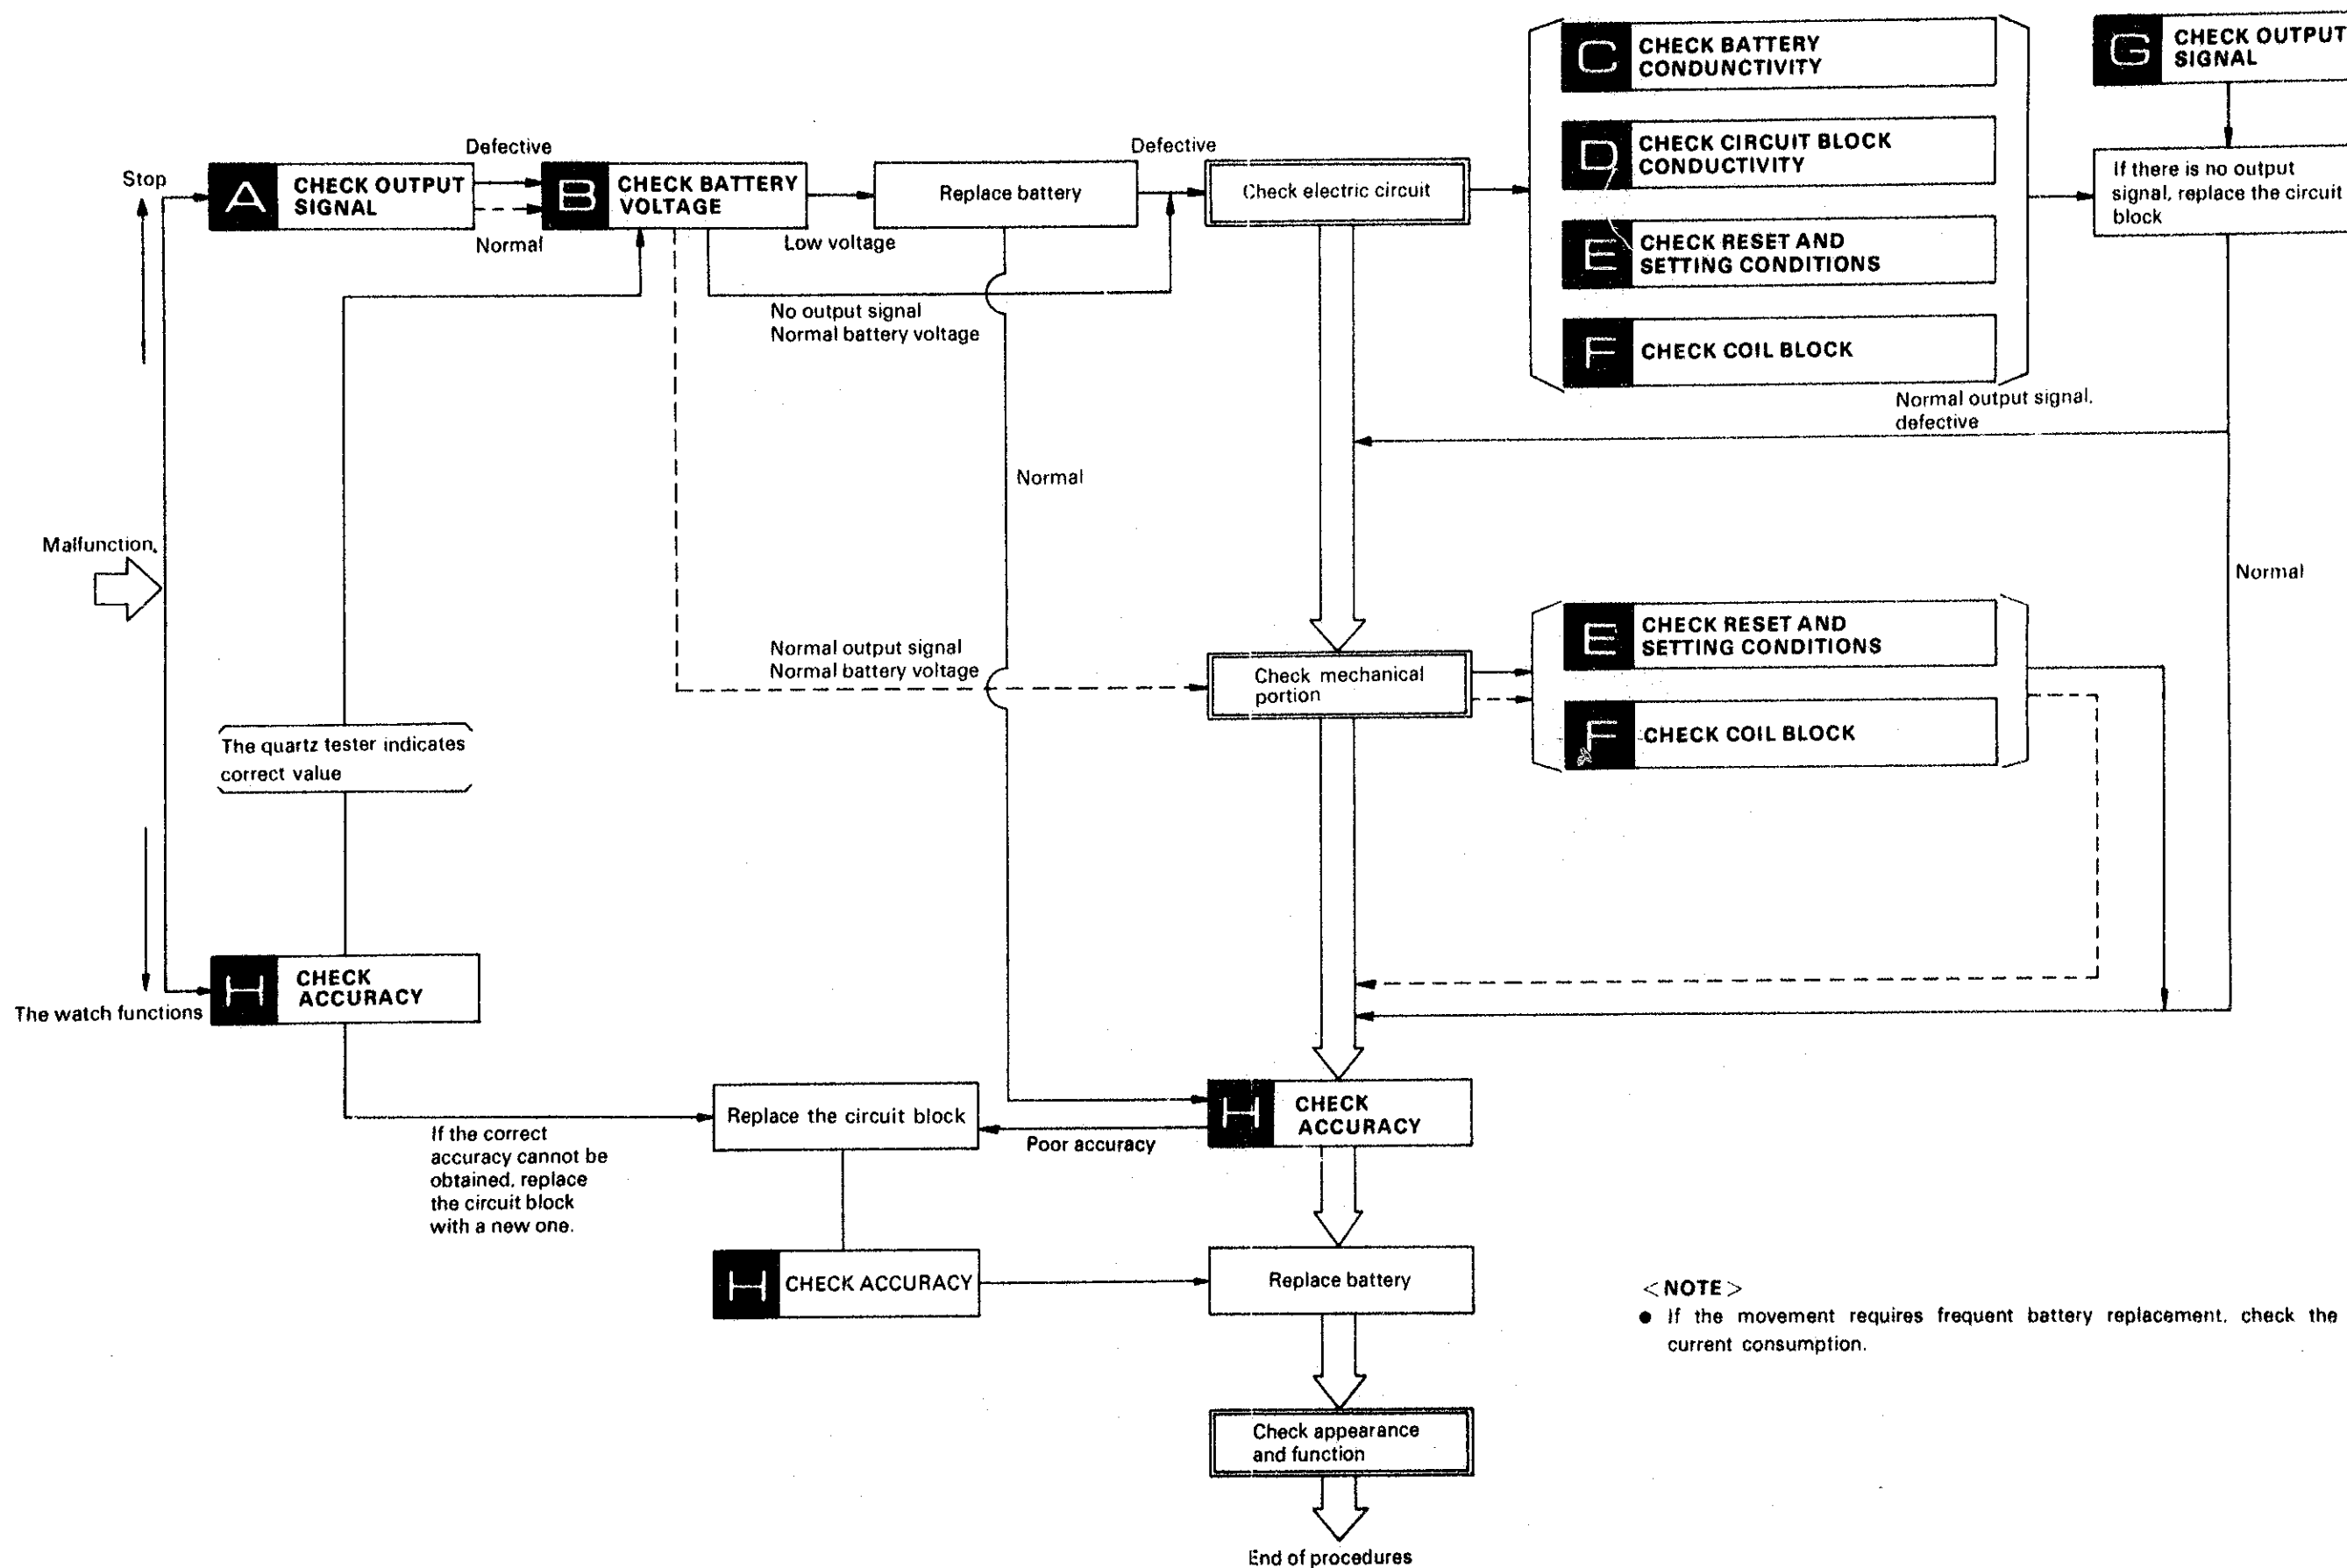 C
CHECK BATTERY
CONDUNCTIVITY
G
CHECK OUTPUT
SIGNAL
D
CHECK CIRCUIT BLOCK
CONDUCTIVITY
E
CHECK RESET AND
SETTING CONDITIONS
F
CHECK COIL BLOCK
If there is no output
signal, replace the circuit
block
Stop
A
CHECK OUTPUT
SIGNAL
Defective
Normal
B
CHECK BATTERY
VOLTAGE
Low voltage
Replace battery
Defective
Check electric circuit
No output signal
Normal battery voltage
Normal output signal,
defective
Normal
Malfunction.
Normal
Normal output signal
Normal battery voltage
Check mechanical
portion
E
CHECK RESET AND
SETTING CONDITIONS
F
CHECK COIL BLOCK
The quartz tester indicates
correct value
H
CHECK
ACCURACY
The watch functions
If the correct
accuracy cannot be
obtained, replace
the circuit block
with a new one.
Replace the circuit block
Poor accuracy
H
CHECK
ACCURACY
H
CHECK ACCURACY
Replace battery
<NOTE>
● If the movement requires frequent battery replacement, check the
current consumption.
Check appearance
and function
End of procedures